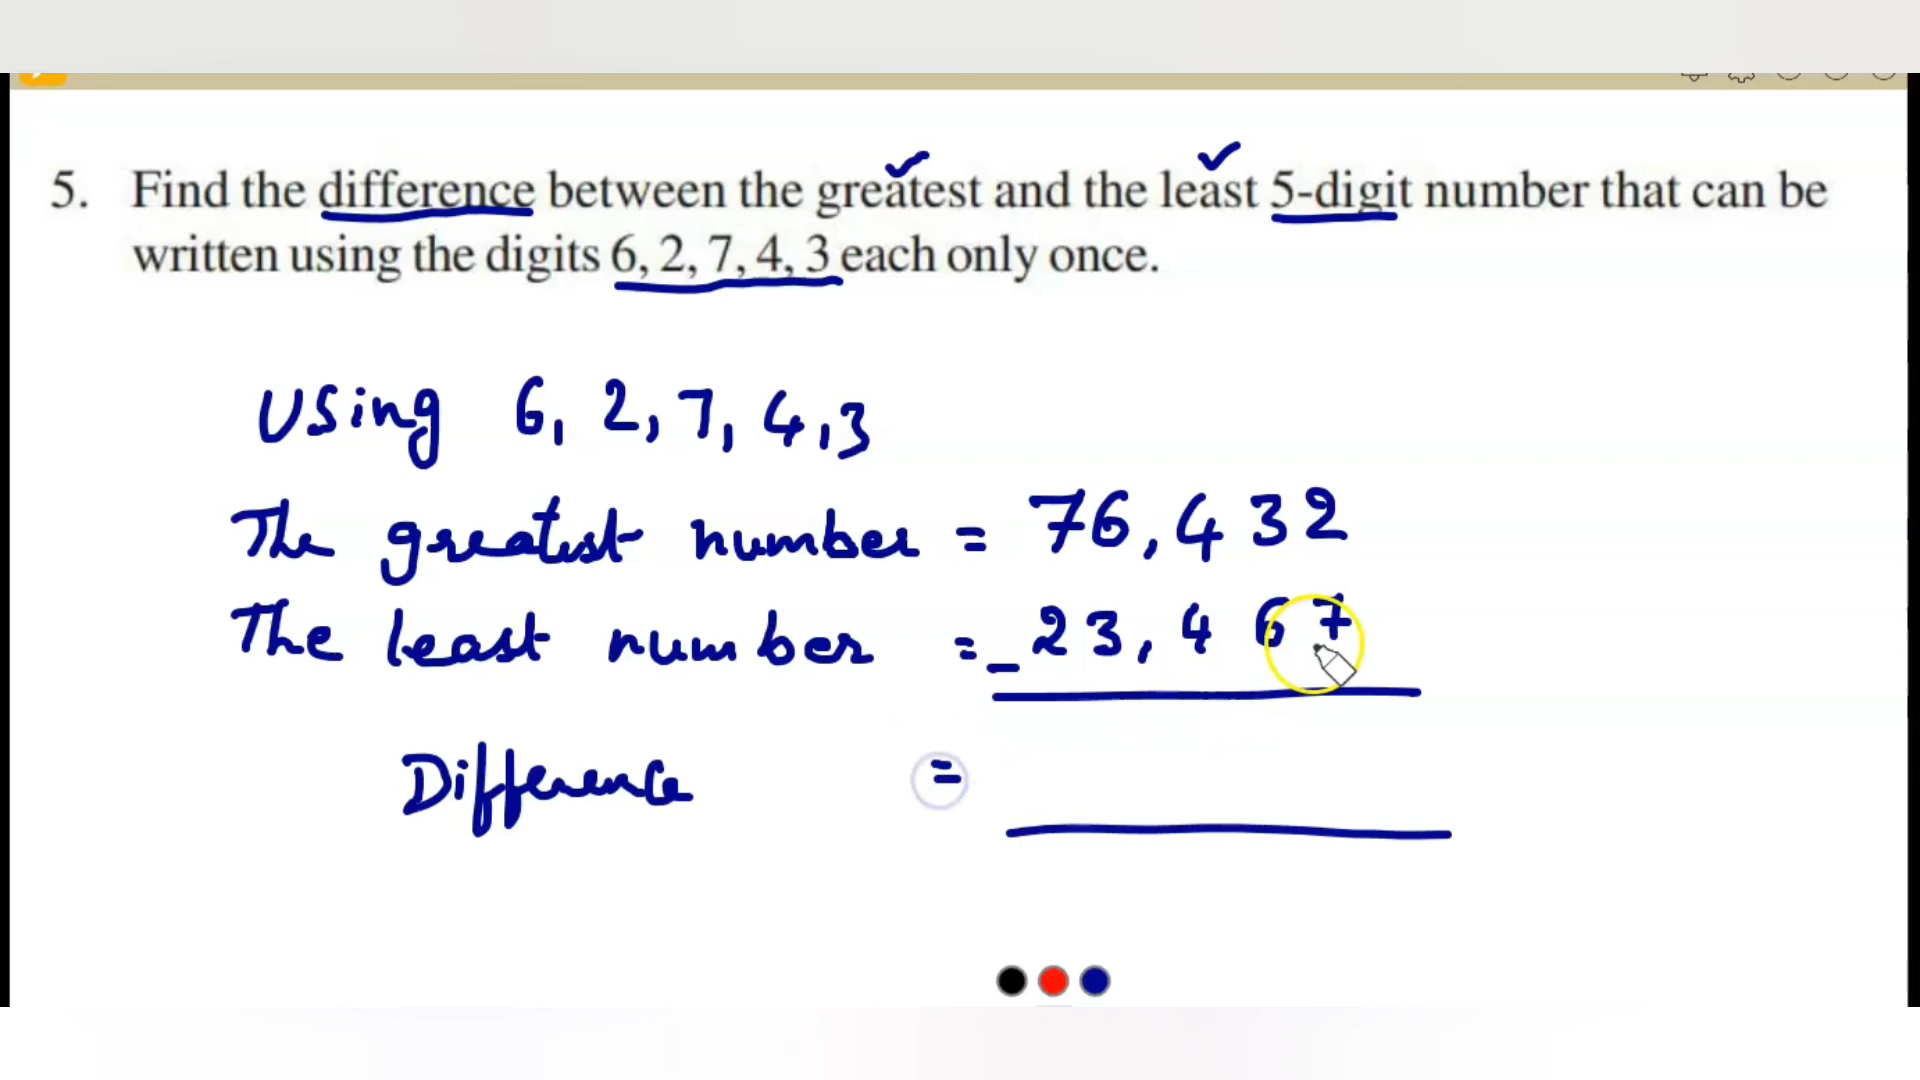 5. Find the difference between the greatest and the least 5-digit number that can be
written using the digits 6, 2, 7, 4, 3 each only once.
Using 6, 2, 7, 4, 3
The greatest number = 76,432
The least number = - 23,467
Difference =